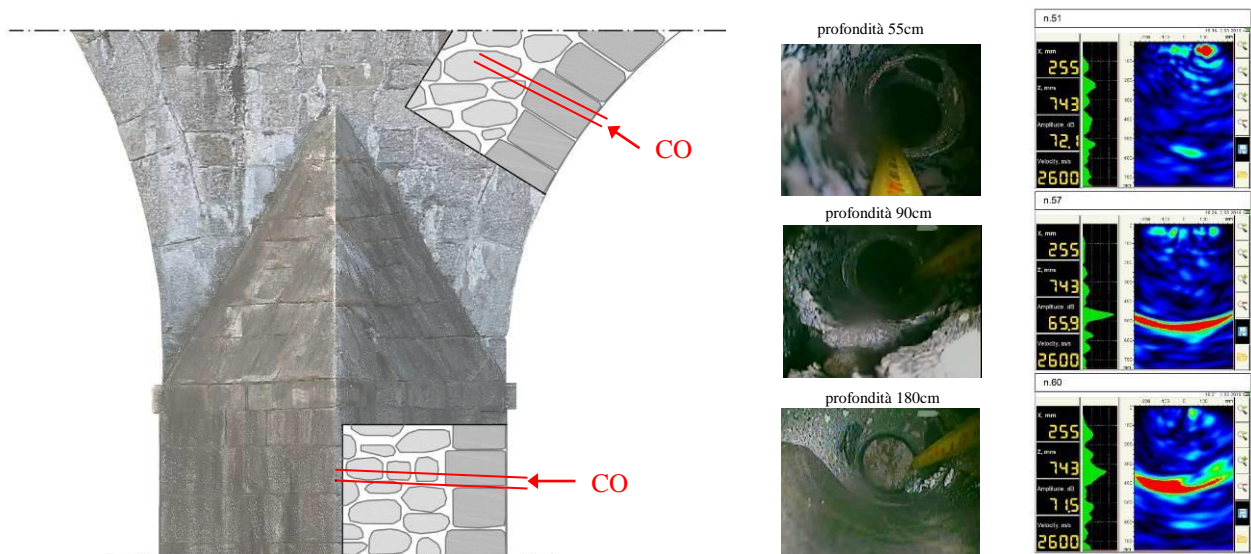 CO
CO
profondità 55cm
profondità 90cm
profondità 180cm
n.51
X, mm
255
Z, mm
743
Amplitude, dB
72,1
Velocity, m/s
2600
n.57
X, mm
255
Z, mm
743
Amplitude, dB
65,9
Velocity, m/s
2600
n.60
X, mm
255
Z, mm
743
Amplitude, dB
71,5
Velocity, m/s
2600